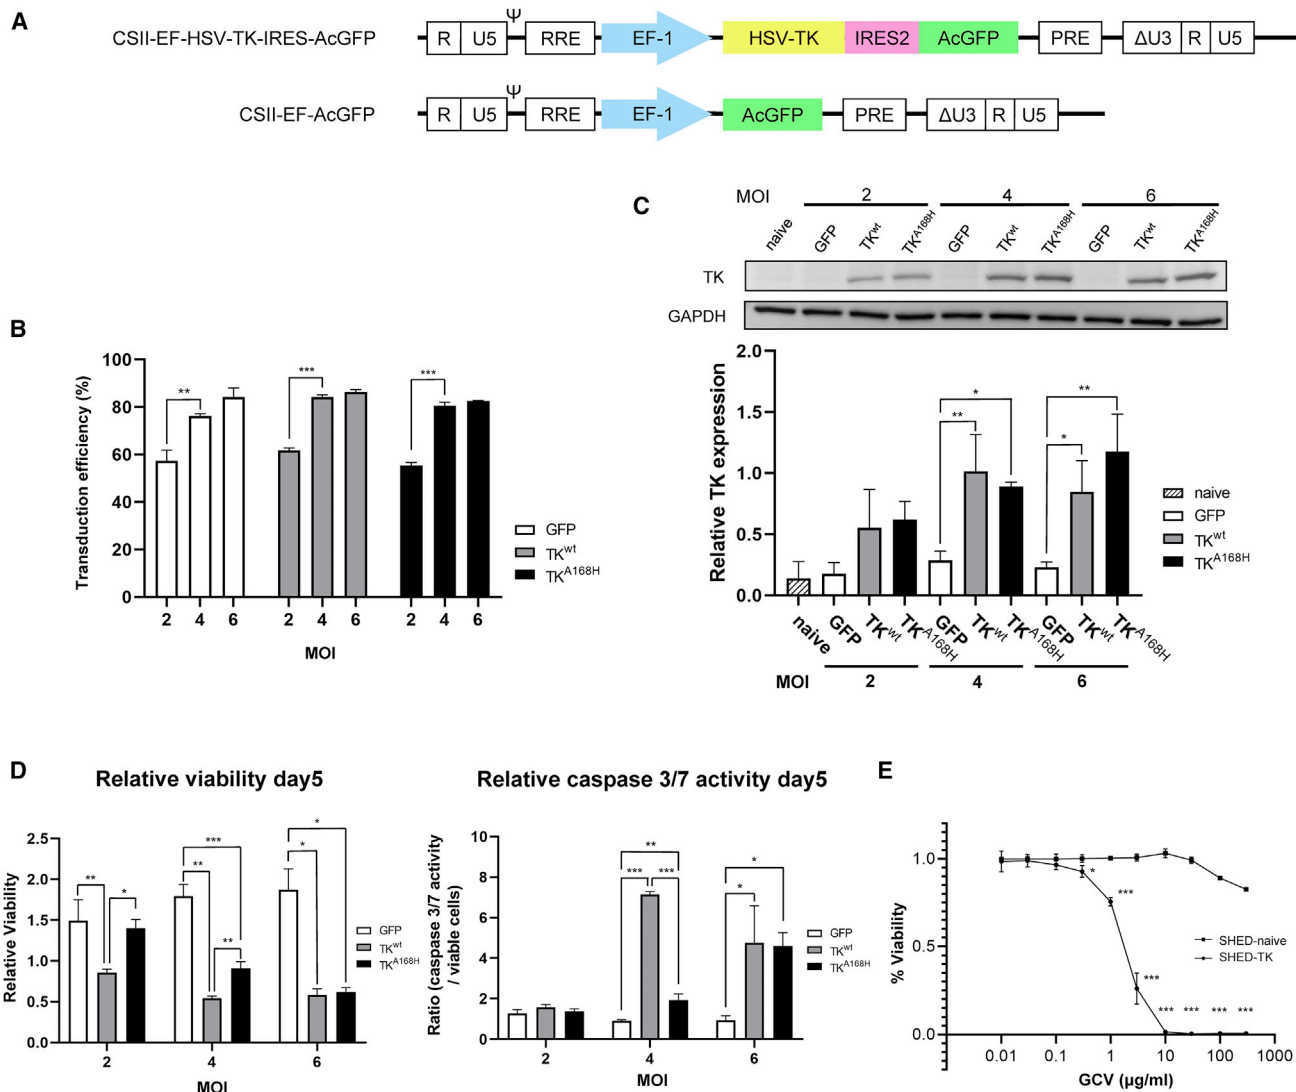 A
CSII-EF-HSV-TK-IRES-AcGFP
R U5 Ψ RRE EF-1 HSV-TK IRES2 AcGFP PRE ΔU3 R U5
CSII-EF-AcGFP
R U5 Ψ RRE EF-1 AcGFP PRE ΔU3 R U5
B
Transduction efficiency (%)
100
80
60
40
20
0
** *** ***
2 4 6 2 4 6 2 4 6
MOI
GFP
TKwt
TKA168H
C
MOI 2 4 6
naive GFP TKwt TKA168H GFP TKwt TKA168H GFP TKwt TKA168H
TK
GAPDH
Relative TK expression
2.0
1.5
1.0
0.5
0.0
* ** ** *
naive GFP TKwt TKA168H GFP TKwt TKA168H GFP TKwt TKA168H
MOI 2 4 6
naive
GFP
TKwt
TKA168H
D
Relative viability day5
Relative Viability
2.5
2.0
1.5
1.0
0.5
0.0
** * *** ** ** * *
2 4 6
MOI
GFP
TKwt
TKA168H
Relative caspase 3/7 activity day5
Ratio (caspase 3/7 activity
/ viable cells)
10
8
6
4
2
0
** *** *** * *
2 4 6
MOI
GFP
TKwt
TKA168H
E
% Viability
1.0
0.5
0.0
* *** *** *** *** *** ***
0.01 0.1 1 10 100 1000
GCV (μg/ml)
SHED-naive
SHED-TK